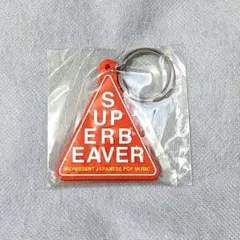 S
UP
ERB
EAVER
REPRESENT JAPANESE POP MUSIC